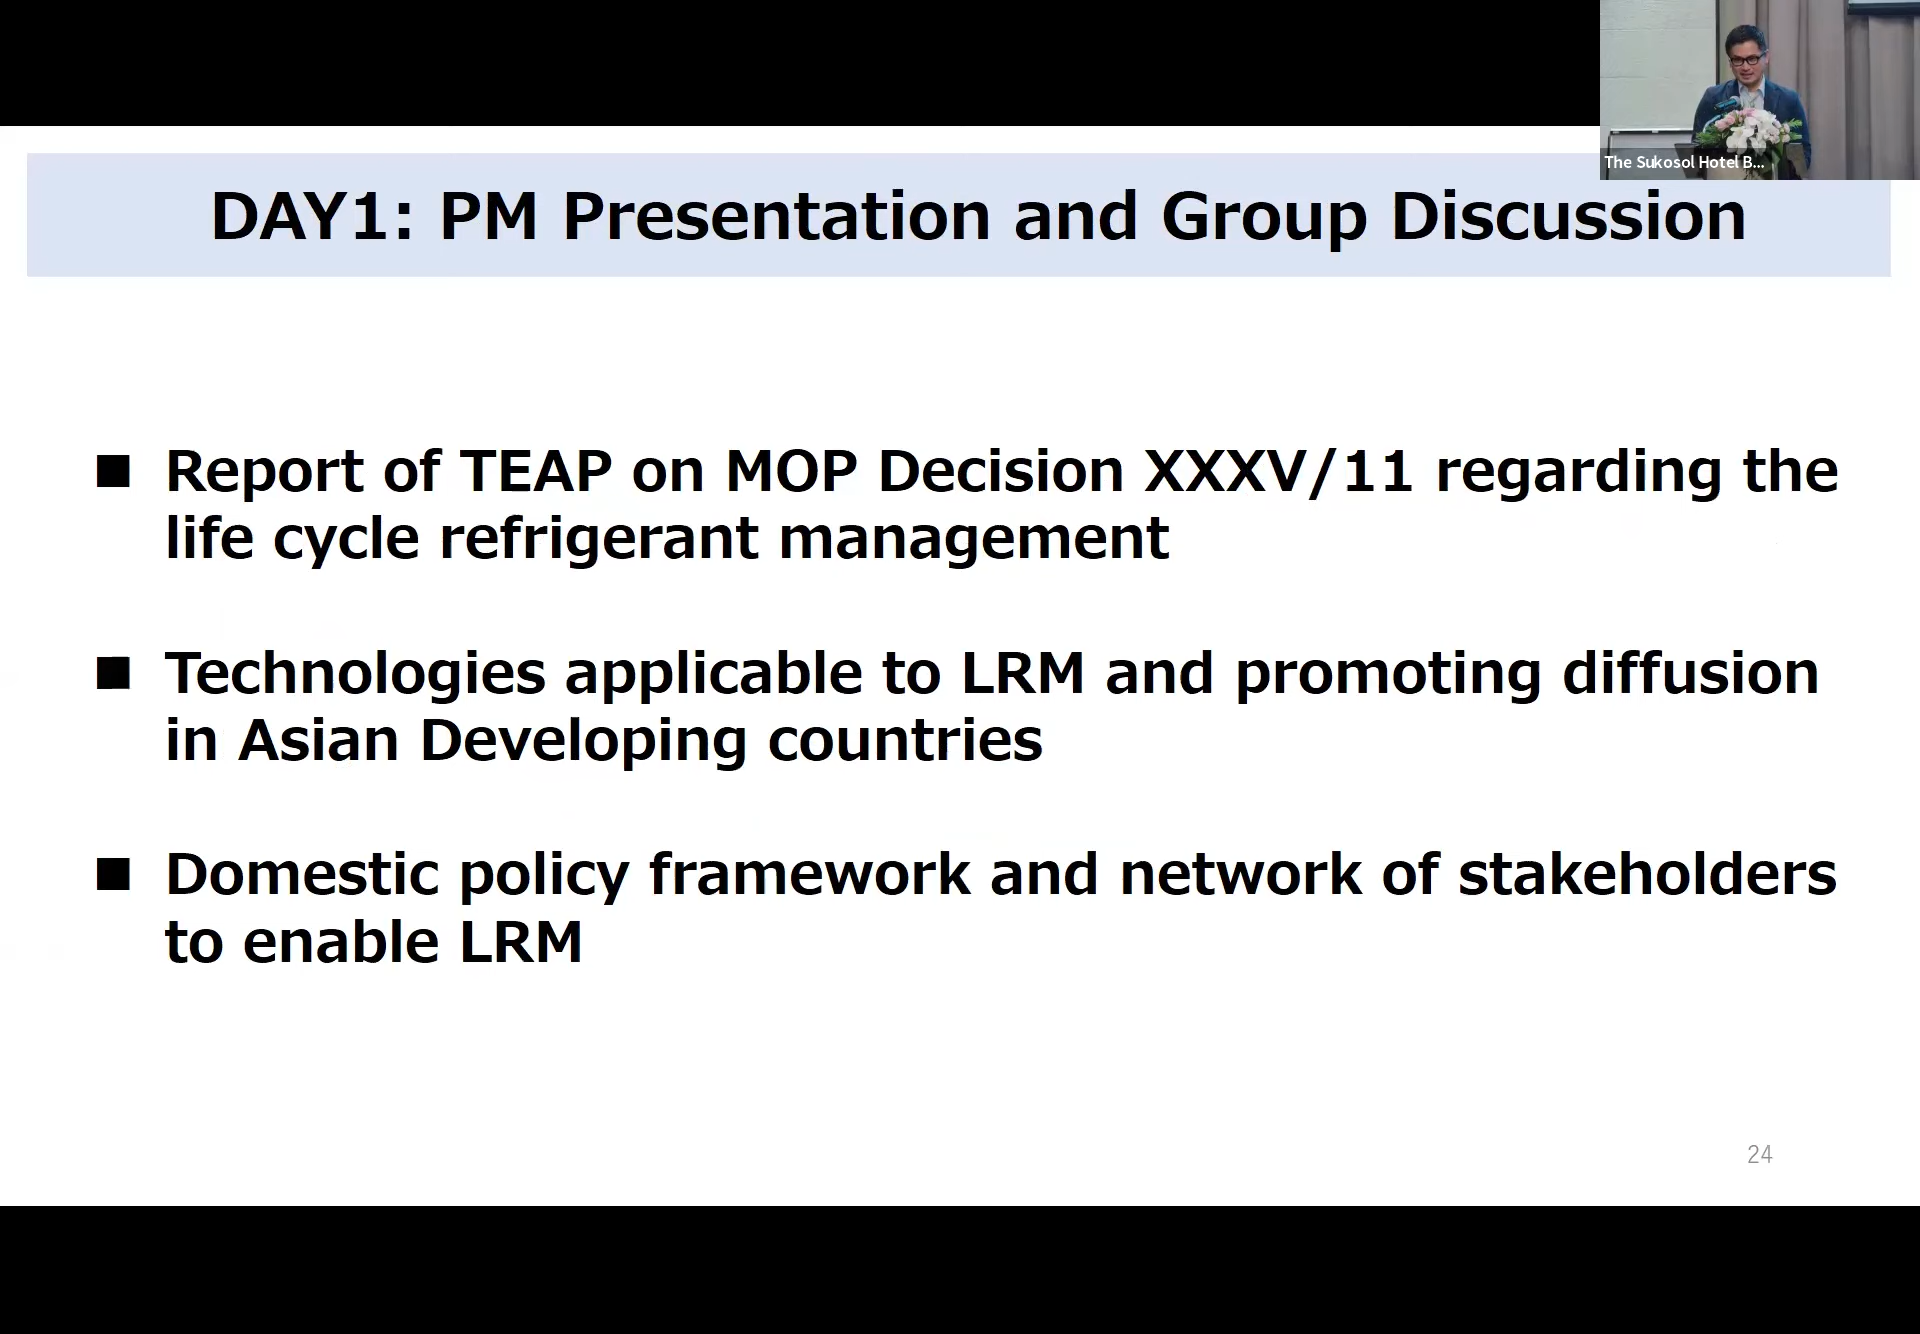 The Sukosol Hotel B...
DAY1: PM Presentation and Group Discussion
■ Report of TEAP on MOP Decision XXXV/11 regarding the
life cycle refrigerant management
■ Technologies applicable to LRM and promoting diffusion
in Asian Developing countries
■ Domestic policy framework and network of stakeholders
to enable LRM
24